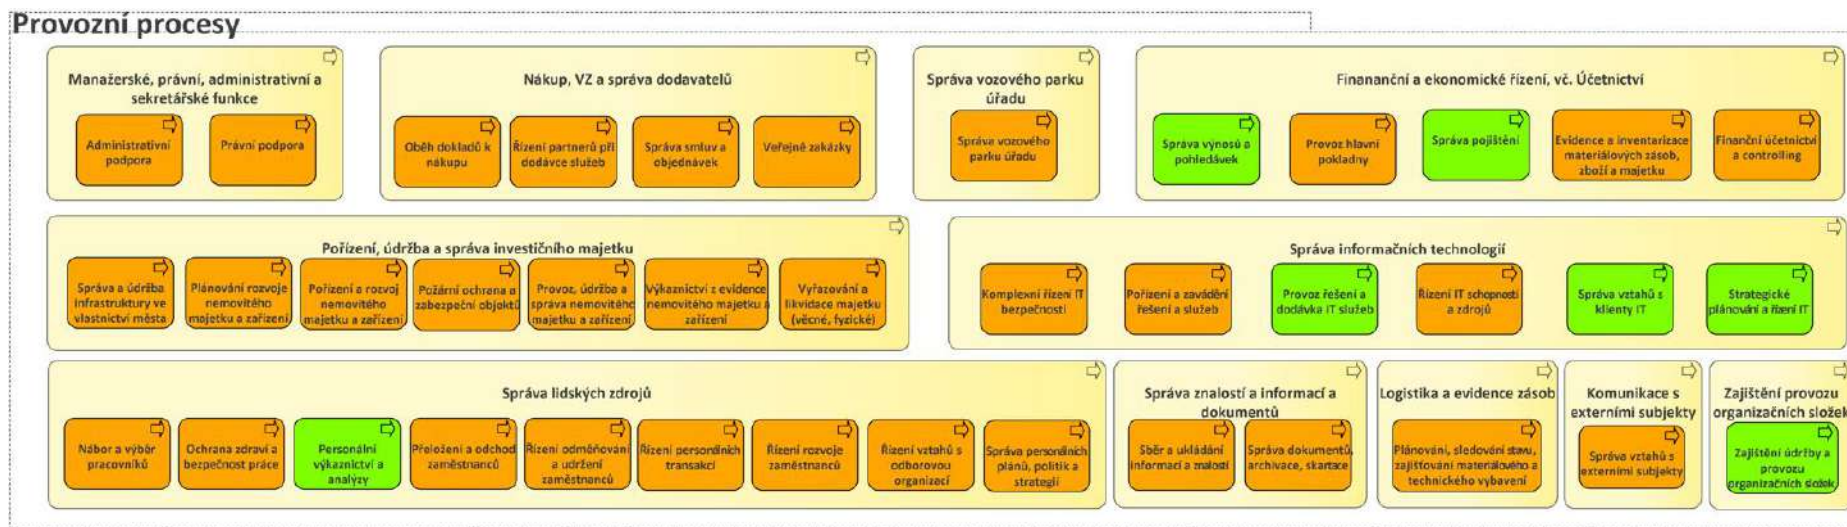 Provozní procesy
Manažerské, právní, administrativní a
sekretářské funkce
Administrativní
podpora
Právní podpora
Nákup, VZ a správa dodavatelů
Oběh dokladů k
nákupu
Řízení partnerů při
dodávce služeb
Správa smluv a
objednávek
Veřejné zakázky
Správa vozového parku
úřadu
Správa vozového
parku úřadu
Finananční a ekonomické řízení, vč. Účetnictví
Správa výnosů a
pohledávek
Provoz hlavní
pokladny
Správa pojištění
Evidence a inventarizace
materiálových zásob,
zboží a majetku
Finanční účetnictví
a controlling
Pořízení, údržba a správa investičního majetku
Správa a údržba
infrastruktury ve
vlastnictví města
Plánování rozvoje
nemovitého
majetku a zařízení
Pořízení a rozvoj
nemovitého
majetku a zařízení
Požární ochrana a
zabezpeční objektů
Provoz, údržba a
správa nemovitého
majetku a zařízení
Výkaznictví z evidence
nemovitého majetku a
zařízení
Vyřazování a
likvidace majetku
(věcné, fyzické)
Správa informačních technologií
Komplexní řízení IT
bezpečnosti
Pořízení a zavádění
řešení a služeb
Provoz řešení a
dodávka IT služeb
Řízení IT schopností
a zdrojů
Správa vztahů s
klienty IT
Strategické
plánování a řízení IT
Správa lidských zdrojů
Nábor a výběr
pracovníků
Ochrana zdraví a
bezpečnost práce
Personální
výkaznictví a
analýzy
Přeložení a odchod
zaměstnanců
Řízení odměňování
a udržení
zaměstnanců
Řízení personálních
transakcí
Řízení rozvoje
zaměstnanců
Řízení vztahů s
odborovou
organizací
Správa personálních
plánů, politik a
strategií
Správa znalostí a informací a
dokumentů
Sběr a ukládání
informací a znalostí
Správa dokumentů,
archivace, skartace
Logistika a evidence zásob
Plánování, sledování stavu,
zajišťování materiálového a
technického vybavení
Komunikace s
externími subjekty
Správa vztahů s
externími subjekty
Zajištění provozu
organizačních složek
Zajištění údržby a
provozu
organizačních složek